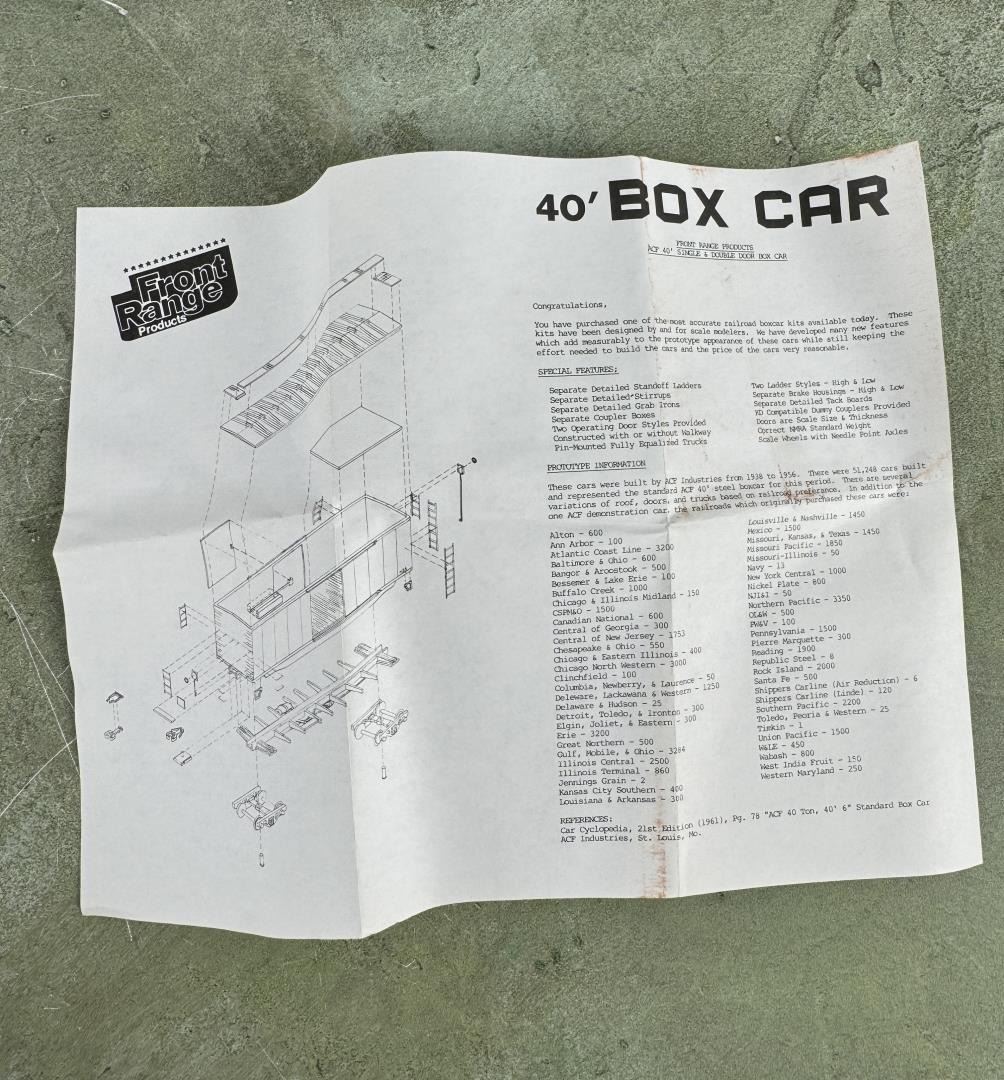 Front
Range
Products
40' BOX CAR
FRONT RANGE PRODUCTS
ACF 40' SINGLE & DOUBLE DOOR BOX CAR
Congratulations,
You have purchased one of the most accurate railroad boxcar kits available today. These
kits have been designed by and for scale modelers. We have developed many new features
which add measurably to the prototype appearance of these cars while still keeping the
effort needed to build the cars and the price of the cars very reasonable.
SPECIAL FEATURES;
Separate Detailed Standoff Ladders
Separate Detailed Stirrups
Separate Detailed Grab Irons
Separate Coupler Boxes
Two Operating Door Styles Provided
Constructed with or without Walkway
Pin-Mounted Fully Equalized Trucks
Two Ladder Styles - High & Low
Separate Brake Housings - High & Low
Separate Detailed Tack Boards
KD Compatible Dummy Couplers Provided
Doors are Scale Size & Thickness
Correct NMRA Standard Weight
Scale Wheels with Needle Point Axles
PROTOTYPE INFORMATION
These cars were built by ACF Industries from 1938 to 1956. There were 51,248 cars built
and represented the standard ACF 40' steel boxcar for this period. There are several
variations of roof, doors, and trucks based on railroad preferance. In addition to the
one ACF demonstration car, the railroads which originally purchased these cars were:
Alton - 600
Ann Arbor - 100
Atlantic Coast Line - 3200
Baltimore & Ohio - 600
Bangor & Aroostock - 500
Bessemer & Lake Erie - 100
Buffalo Creek - 1000
Chicago & Illinois Midland - 150
CSPM&O - 1500
Canadian National - 600
Central of Georgia - 300
Central of New Jersey - 1753
Chesapeake & Ohio - 550
Chicago & Eastern Illinois - 400
Chicago North Western - 3000
Clinchfield - 100
Columbia, Newberry, & Laurence - 50
Deleware, Lackawana & Western - 1250
Delaware & Hudson - 25
Detroit, Toledo, & Ironton - 300
Elgin, Joliet, & Eastern - 300
Erie - 3200
Great Northern - 500
Gulf, Mobile, & Ohio - 3284
Illinois Central - 2500
Illinois Terminal - 860
Jennings Grain - 2
Kansas City Southern - 400
Louisiana & Arkansas - 300
Louisville & Nashville - 1450
Mexico - 1500
Missouri, Kansas, & Texas - 1450
Missouri Pacific - 1850
Missouri-Illinois - 50
Navy - 13
New York Central - 1000
Nickel Plate - 800
NJI&I - 50
Northern Pacific - 3350
OL&W - 500
PW&V - 100
Pennsylvania - 1500
Pierre Marquette - 300
Reading - 1900
Republic Steel - 8
Rock Island - 2000
Santa Fe - 500
Shippers Carline (Air Reduction) - 6
Shippers Carline (Linde) - 120
Southern Pacific - 2200
Toledo, Peoria & Western - 25
Timkin - 1
Union Pacific - 1500
W&LE - 450
Wabash - 800
West India Fruit - 150
Western Maryland - 250
REFERENCES:
Car Cyclopedia, 21st Edition (1961), Pg. 78 "ACF 40 Ton, 40' 6" Standard Box Car
ACF Industries, St. Louis, Mo.